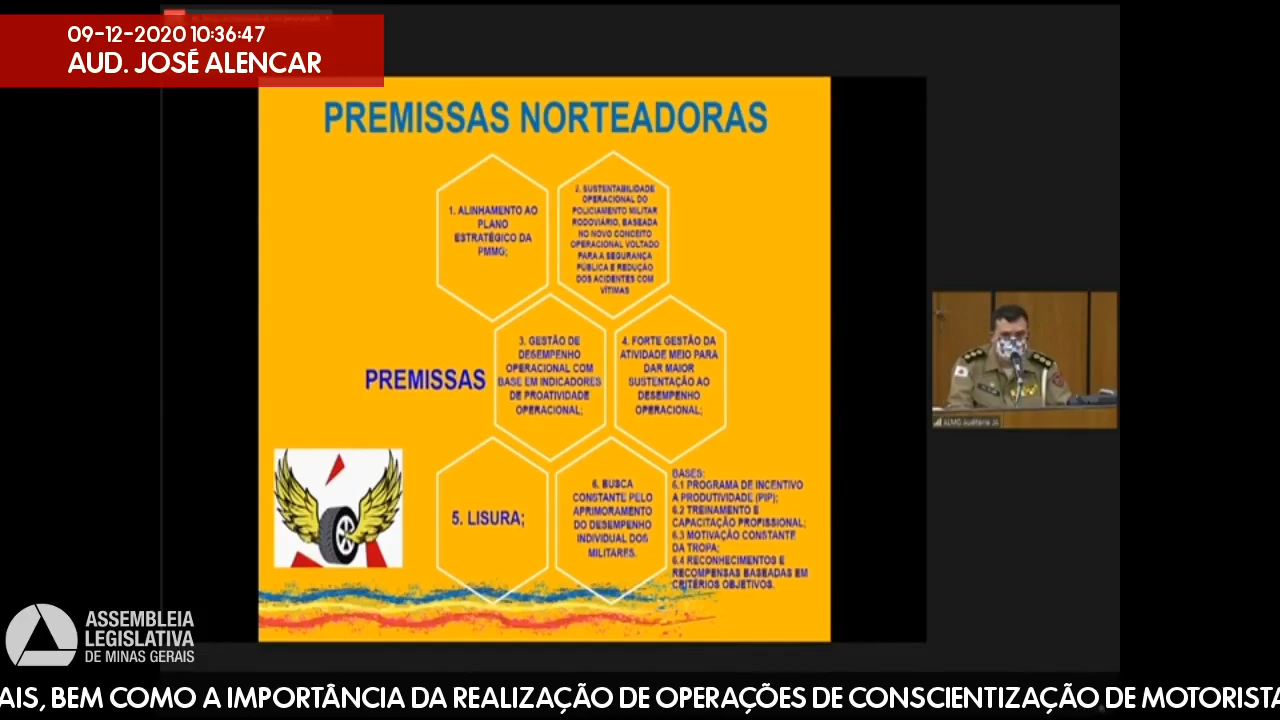 09-12-2020 10:36:47
AUD. JOSÉ ALENCAR
PREMISSAS NORTEADORAS
1. ALINHAMENTO AO
PLANO
ESTRATÉGICO DA
PMMG;
2. SUSTENTABILIDADE
OPERACIONAL DO
POLICIAMENTO MILITAR
RODOVIÁRIO, BASEADA
NO NOVO CONCEITO
OPERACIONAL VOLTADO
PARA A SEGURANÇA
PÚBLICA E REDUÇÃO
DOS ACIDENTES COM
VÍTIMAS
PREMISSAS
3. GESTÃO DE
DESEMPENHO
OPERACIONAL COM
BASE EM INDICADORES
DE PROATIVIDADE
OPERACIONAL;
4. FORTE GESTÃO DA
ATIVIDADE MEIO PARA
DAR MAIOR
SUSTENTAÇÃO AO
DESEMPENHO
OPERACIONAL;
5. LISURA;
6. BUSCA
CONSTANTE PELO
APRIMORAMENTO
DO DESEMPENHO
INDIVIDUAL DOS
MILITARES.
BASES:
6.1 PROGRAMA DE INCENTIVO
A PRODUTIVIDADE (PIP);
6.2 TREINAMENTO E
CAPACITAÇÃO PROFISSIONAL;
6.3 MOTIVAÇÃO CONSTANTE
DA TROPA;
6.4 RECONHECIMENTOS E
RECOMPENSAS BASEADAS EM
CRITÉRIOS OBJETIVOS.
ALMG Auditório JA
ASSEMBLEIA
LEGISLATIVA
DE MINAS GERAIS
AIS, BEM COMO A IMPORTÂNCIA DA REALIZAÇÃO DE OPERAÇÕES DE CONSCIENTIZAÇÃO DE MOTORISTA